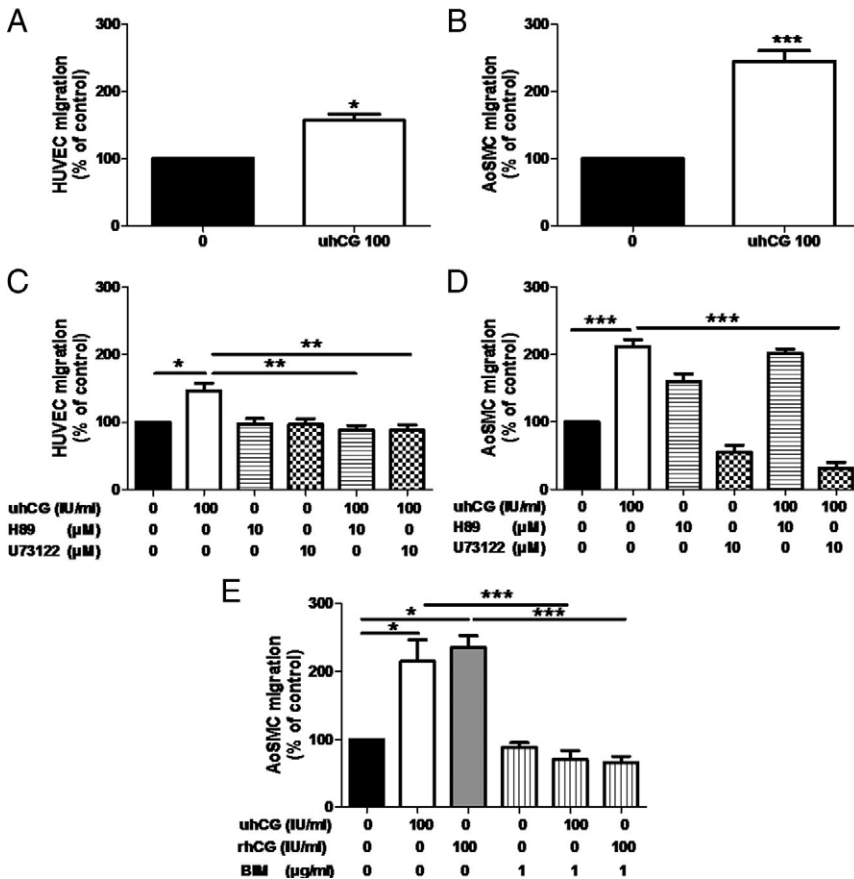 A
HUVEC migration
(% of control)
300
200
100
0
*
0
uhCG 100
B
AoSMC migration
(% of control)
300
200
100
0
***
0
uhCG 100
C
HUVEC migration
(% of control)
300
200
100
0
*
**
**
uhCG (IU/ml) 0 100 0 0 100 100
H89 (µM) 0 0 10 0 10 0
U73122 (µM) 0 0 0 10 0 10
D
AoSMC migration
(% of control)
300
200
100
0
***
***
uhCG (IU/ml) 0 100 0 0 100 100
H89 (µM) 0 0 10 0 10 0
U73122 (µM) 0 0 0 10 0 10
E
AoSMC migration
(% of control)
300
200
100
0
***
*
***
*
uhCG (IU/ml) 0 100 0 0 100 0
rhCG (IU/ml) 0 0 100 0 0 100
BIM (µg/ml) 0 0 0 1 1 1